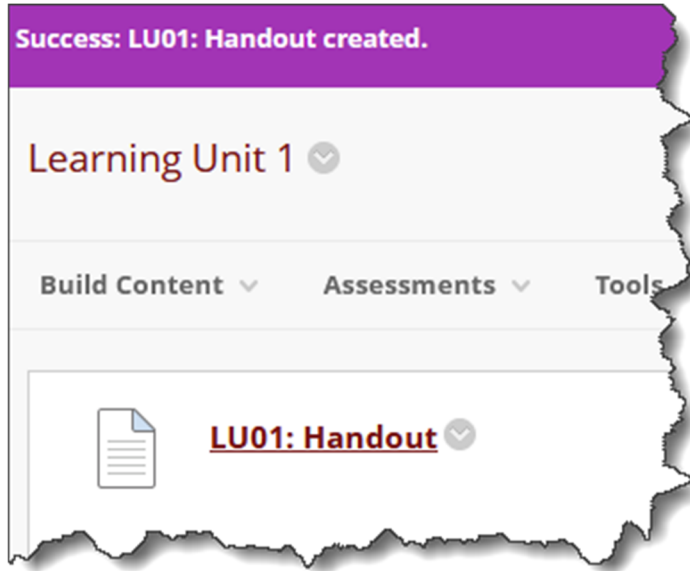 Success: LU01: Handout created.
Learning Unit 1
Build Content Assessments Tools
LU01: Handout